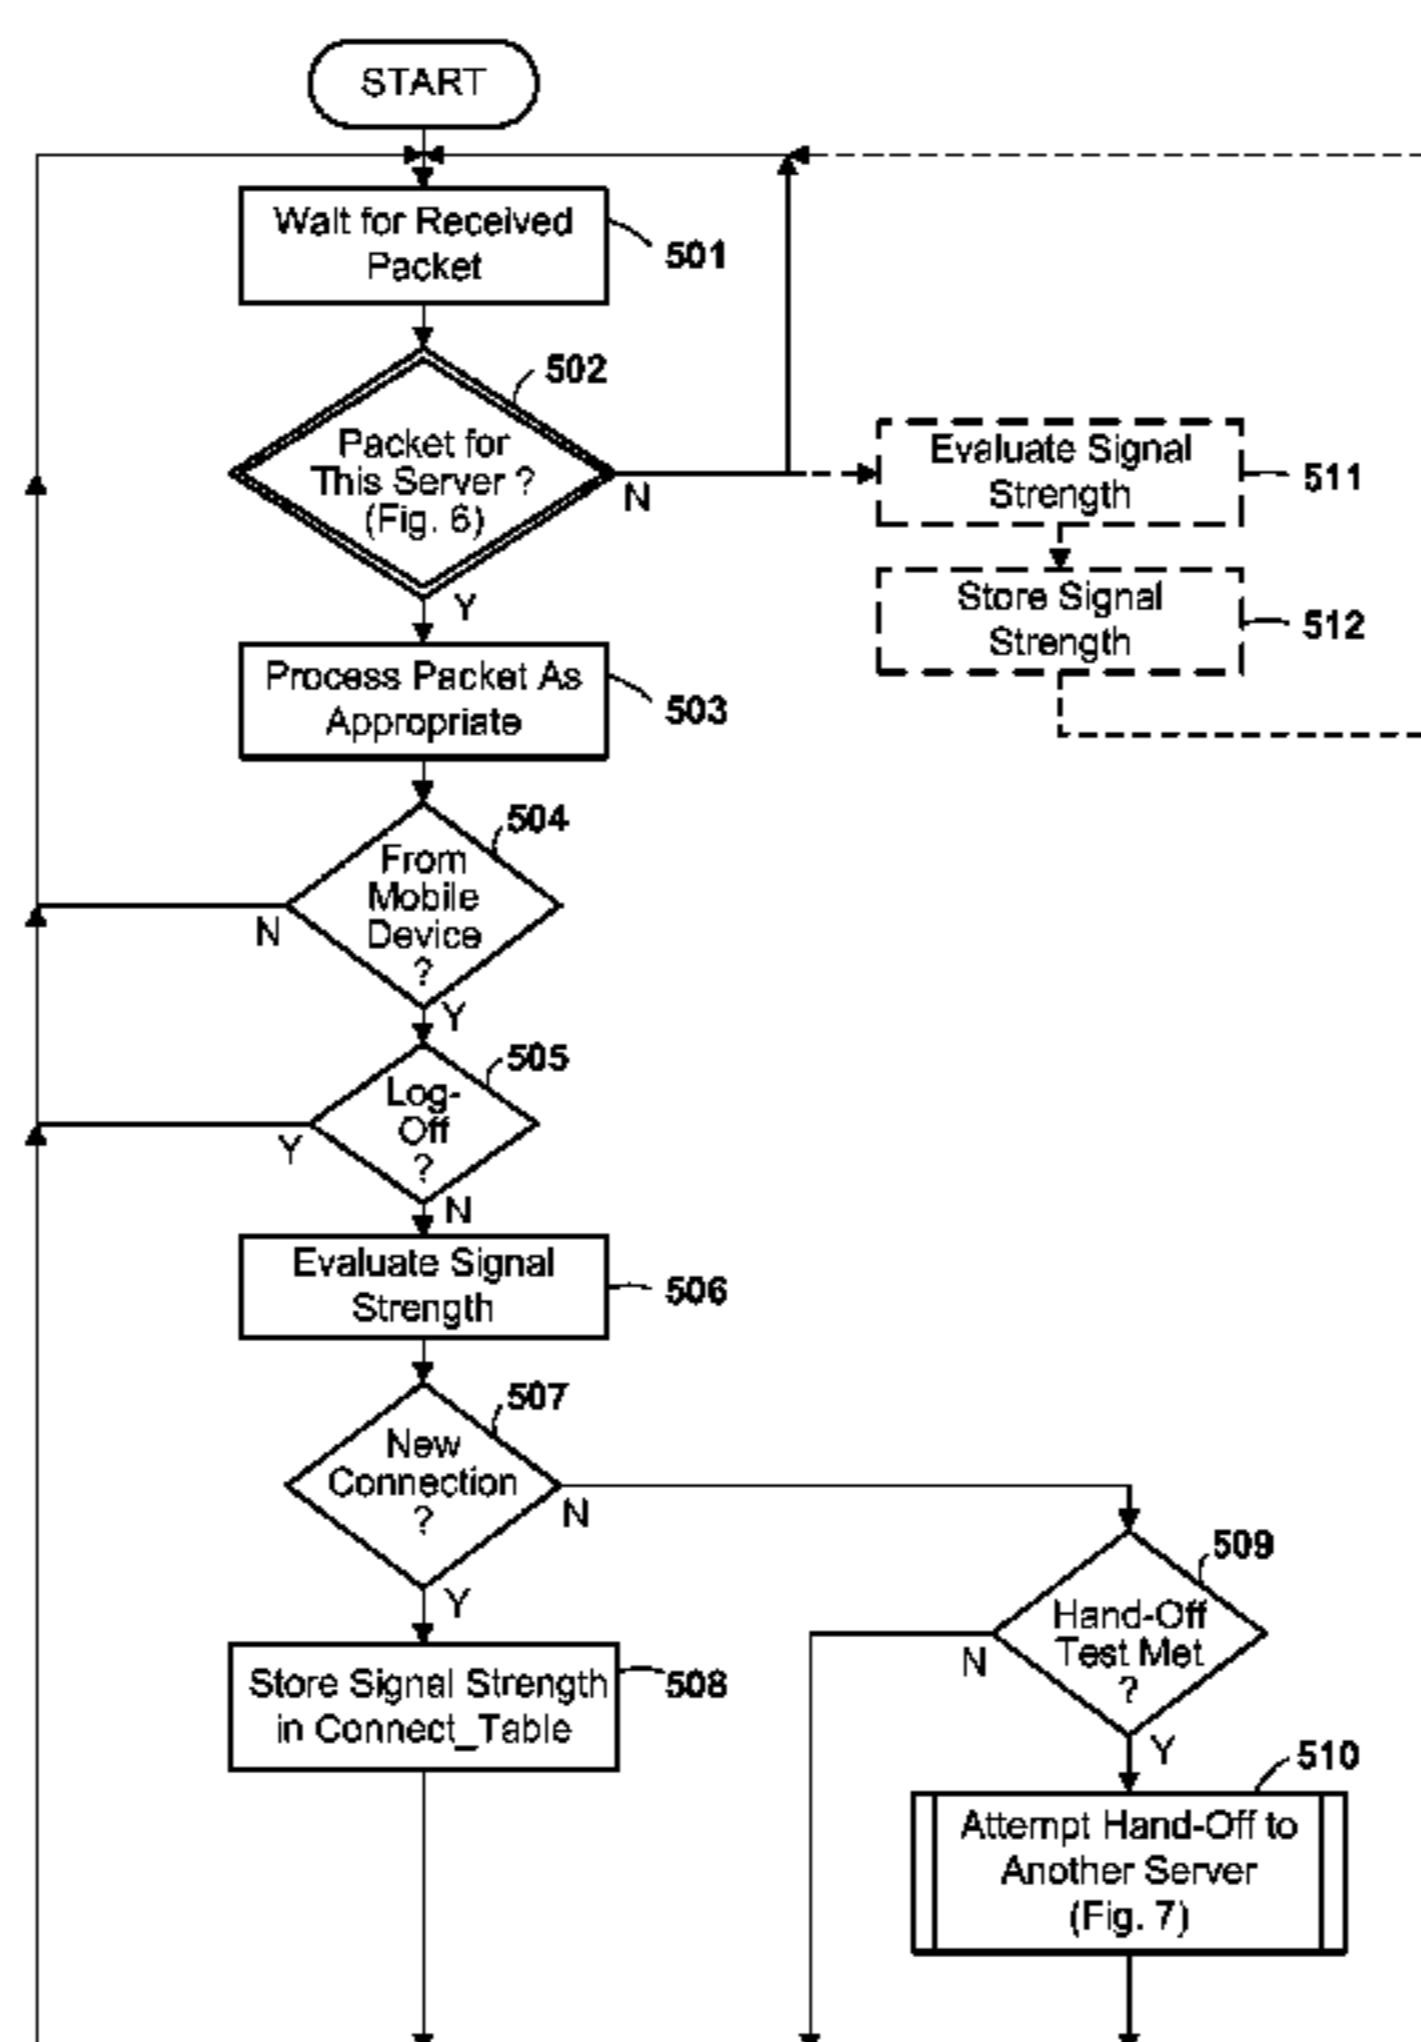 START
Wait for Received
Packet
501
502
Packet for
This Server ?
(Fig. 6)
N
Y
Evaluate Signal
Strength
511
Store Signal
Strength
512
Process Packet As
Appropriate
503
504
From
Mobile
Device
?
N
Y
505
Log-
Off
?
Y
N
Evaluate Signal
Strength
506
507
New
Connection
?
N
Y
509
Hand-Off
Test Met
?
N
Y
Store Signal Strength
in Connect_Table
508
510
Attempt Hand-Off to
Another Server
(Fig. 7)